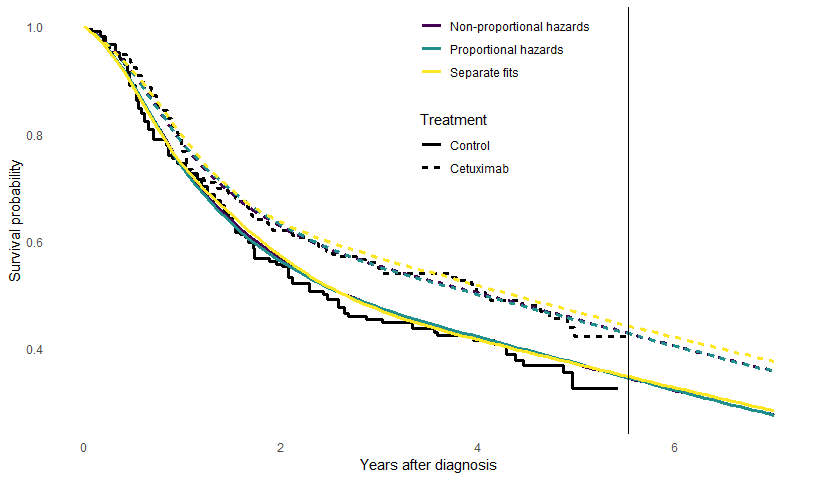 Non-proportional hazards
Proportional hazards
Separate fits
Treatment
Control
Cetuximab
1.0
0.8
0.6
0.4
Survival probability
0 2 4 6
Years after diagnosis